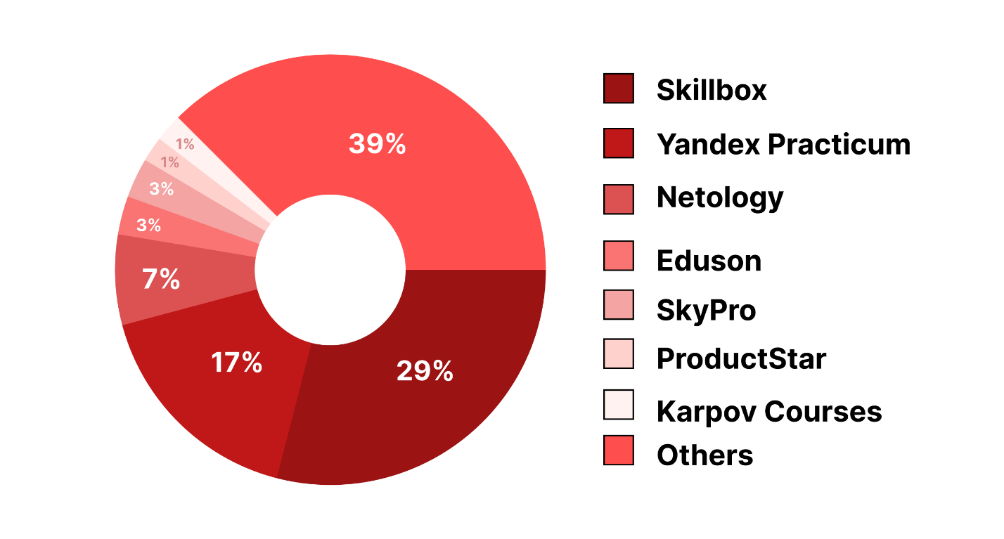 39%
1%
1%
3%
3%
7%
17%
29%
Skillbox
Yandex Practicum
Netology
Eduson
SkyPro
ProductStar
Karpov Courses
Others